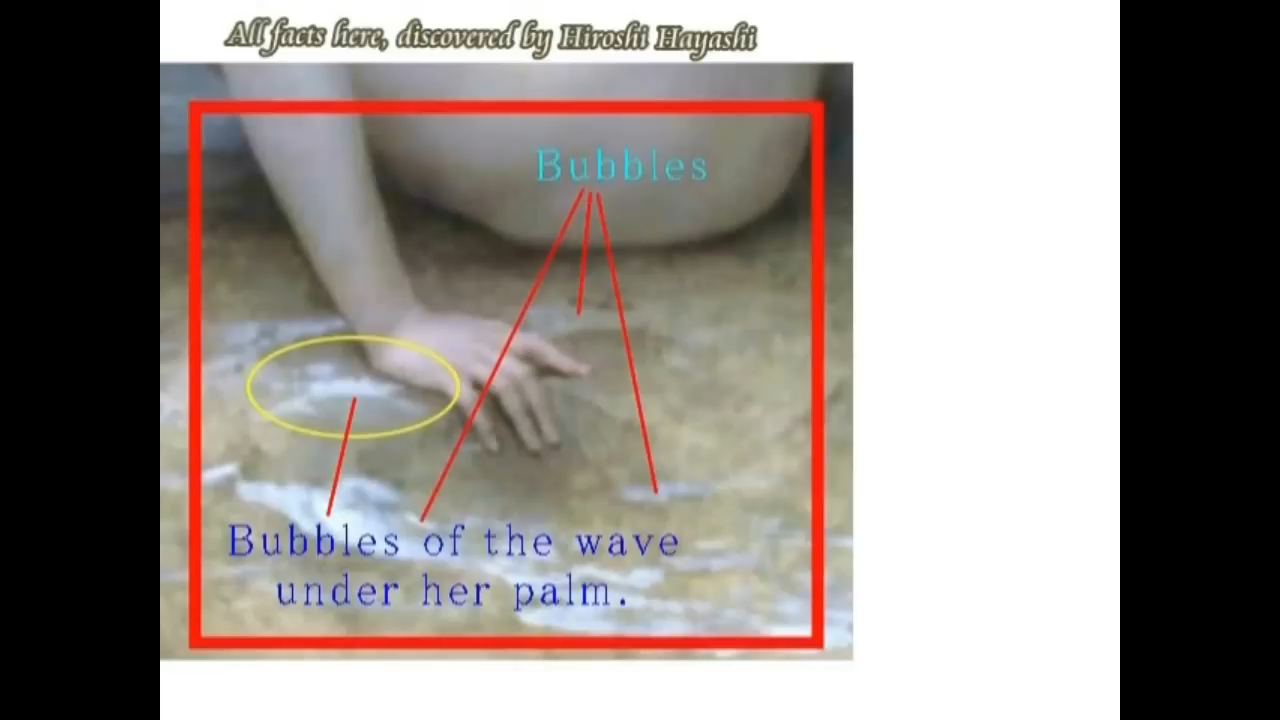 All facts here, discovered by Hiroshi Hayashi
Bubbles
Bubbles of the wave
under her palm.